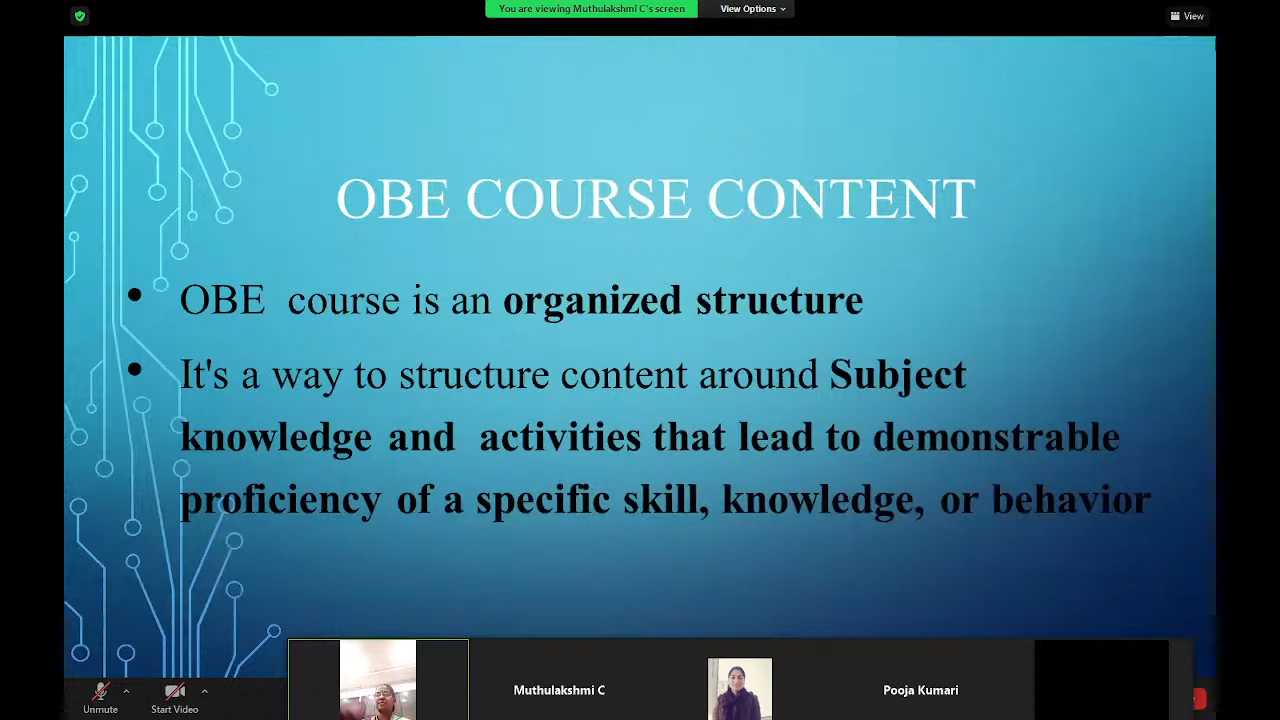 You are viewing Muthulakshmi C's screen
View Options
View
OBE COURSE CONTENT
• OBE course is an organized structure
• It's a way to structure content around Subject
knowledge and activities that lead to demonstrable
proficiency of a specific skill, knowledge, or behavior
Unmute
Start Video
Muthulakshmi C
Pooja Kumari